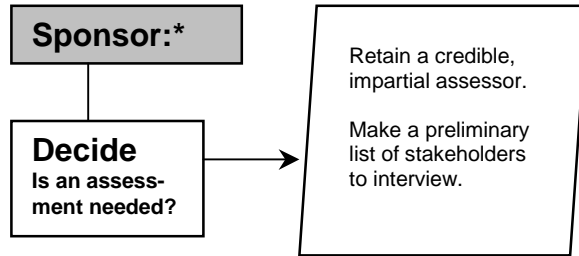 Sponsor:*
Decide
Is an assess-
ment needed?
Retain a credible,
impartial assessor.
Make a preliminary
list of stakeholders
to interview.